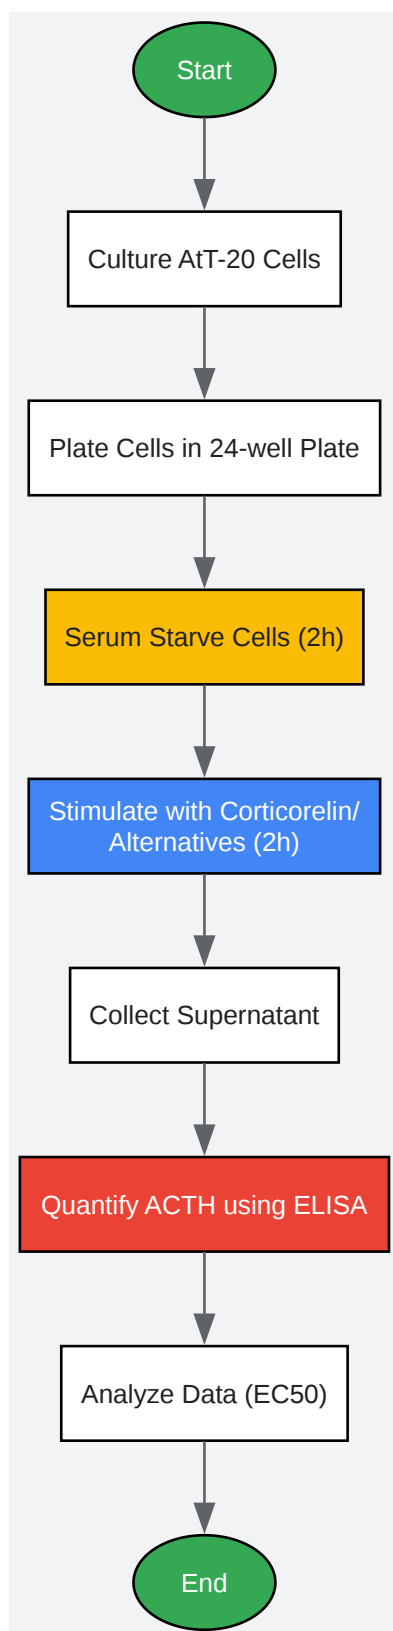 Start
Culture AtT-20 Cells
Plate Cells in 24-well Plate
Serum Starve Cells (2h)
Stimulate with Corticorelin/
Alternatives (2h)
Collect Supernatant
Quantify ACTH using ELISA
Analyze Data (EC50)
End